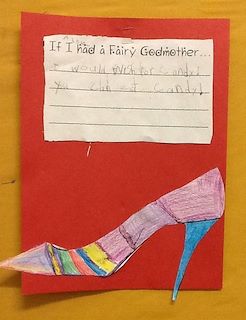 If I had a Fairy Godmother...
I would wish for candy!
You can eat candy!